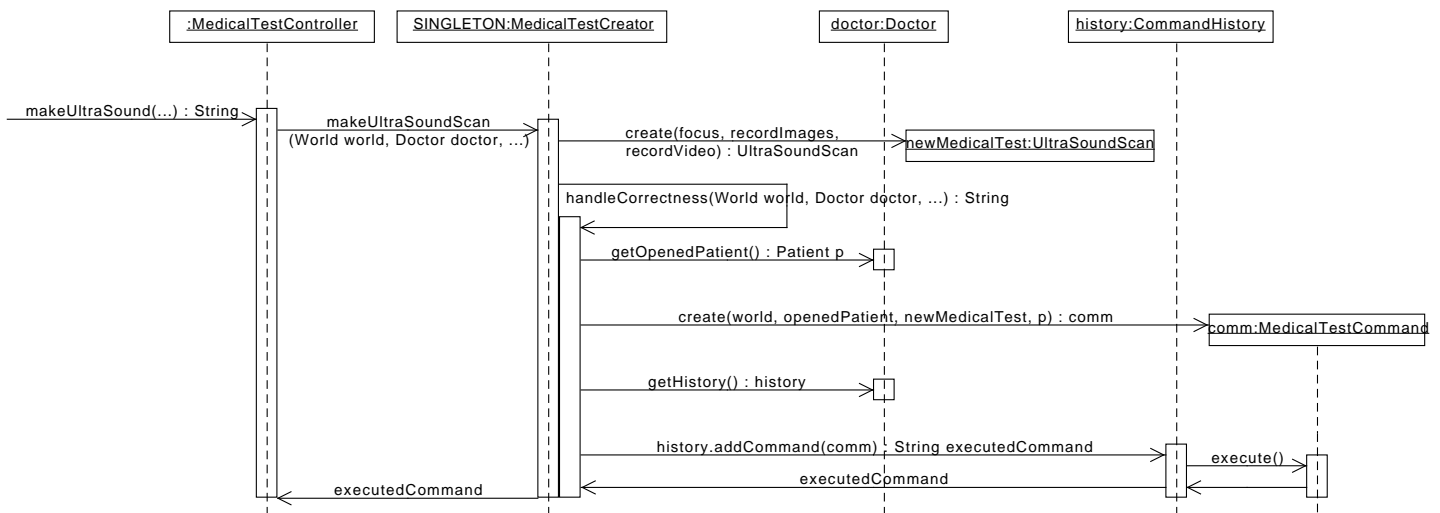 :MedicalTestController
SINGLETON:MedicalTestCreator
doctor:Doctor
history:CommandHistory
makeUltraSound(...) : String
makeUltraSoundScan
(World world, Doctor doctor, ...)
create(focus, recordImages,
recordVideo) : UltraSoundScan
newMedicalTest:UltraSoundScan
handleCorrectness(World world, Doctor doctor, ...) : String
getOpenedPatient() : Patient p
create(world, openedPatient, newMedicalTest, p) : comm
comm:MedicalTestCommand
getHistory() : history
history.addCommand(comm) : String executedCommand
execute()
executedCommand
executedCommand